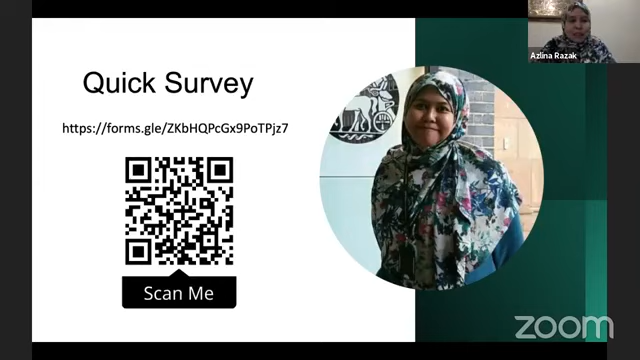 Quick Survey
https://forms.gle/ZKbHQPcGx9PoTPjz7
Scan Me
Azlina Razak
zoom